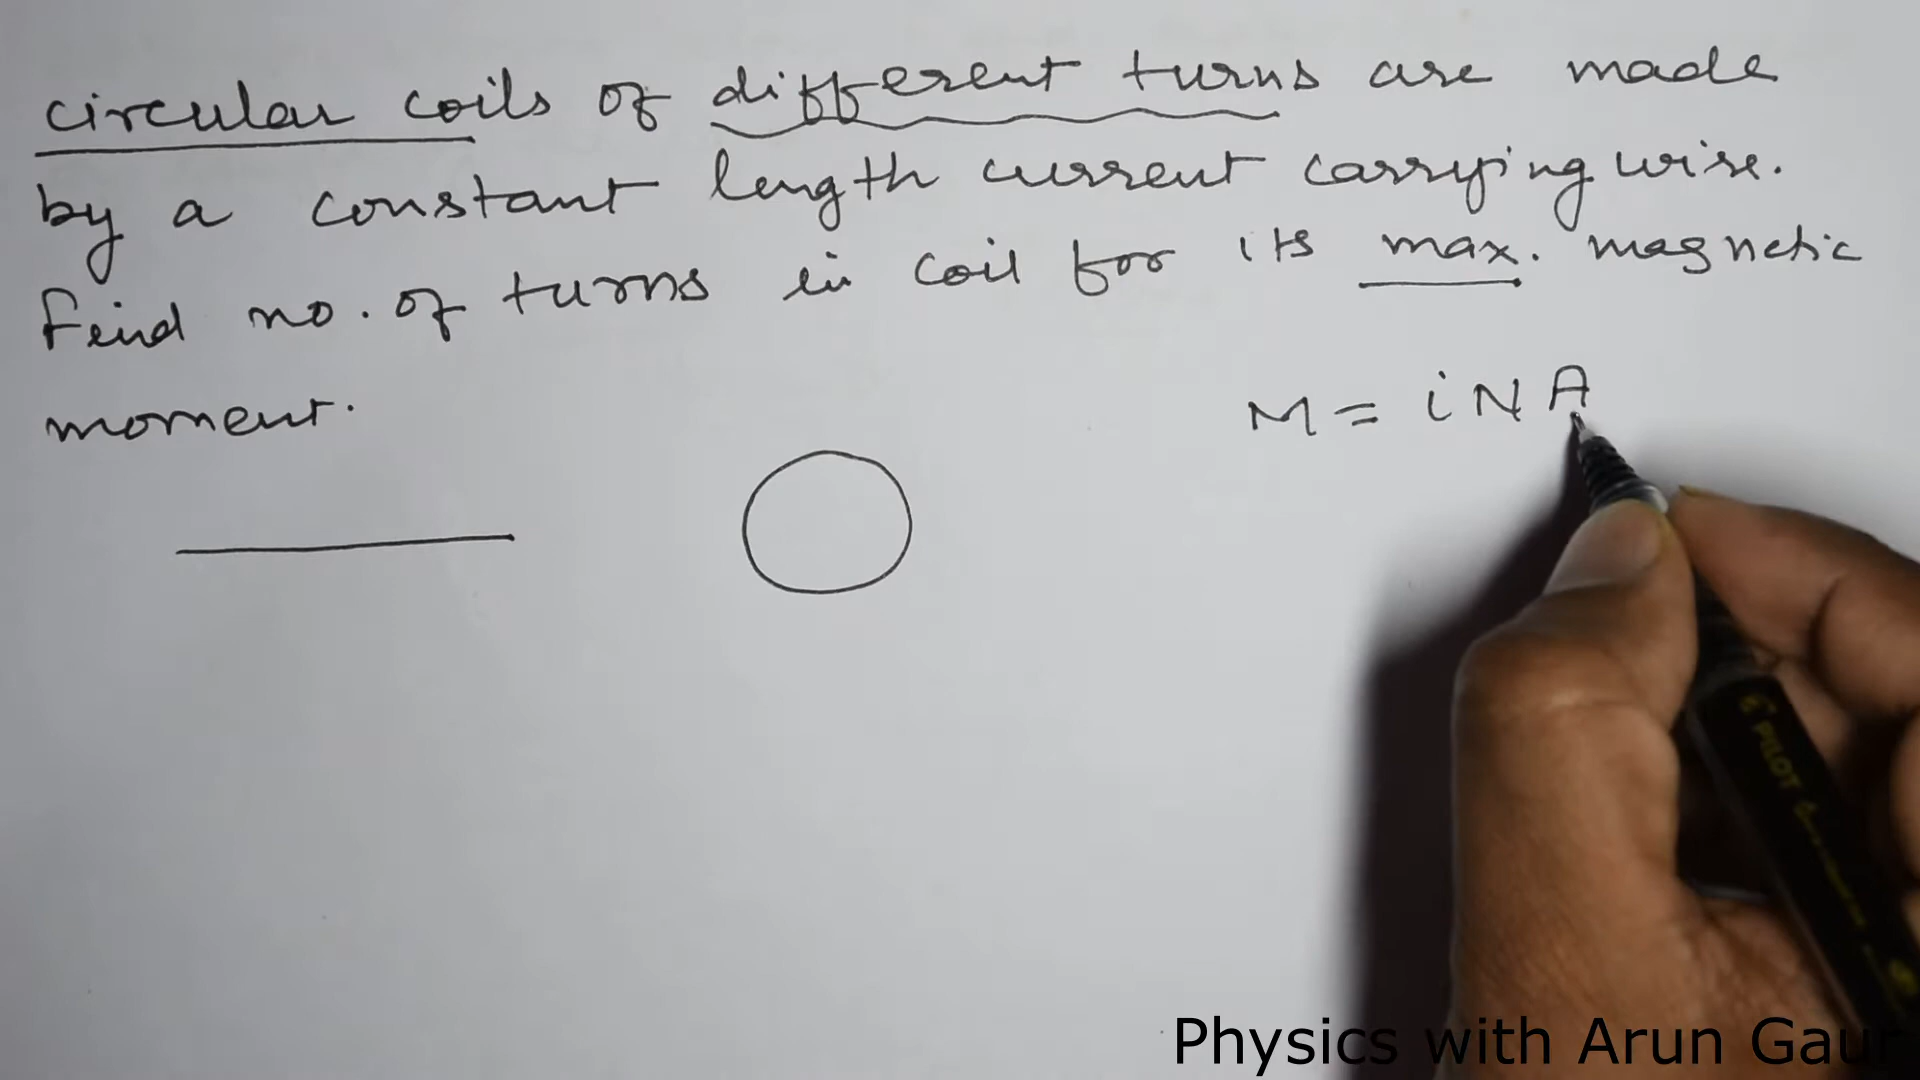 circular coils of different turns are made
by a constant length current carrying wire.
Find no. of turns in coil for its max. magnetic
moment.
M = i N A
PILOT
Physics with Arun Gaur